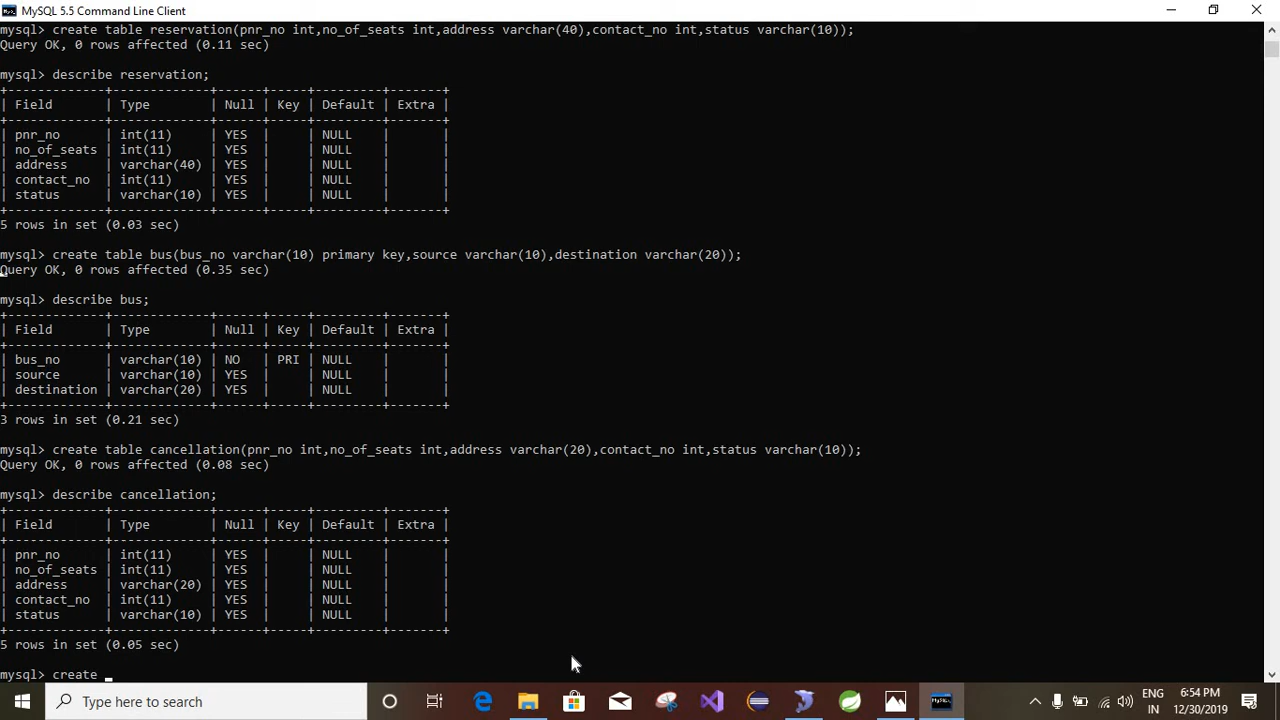 MySQL 5.5 Command Line Client
mysql> create table reservation(pnr_no int,no_of_seats int,address varchar(40),contact_no int,status varchar(10));
Query OK, 0 rows affected (0.11 sec)
mysql> describe reservation;
+-------------+-------------+------+-----+---------+-------+
| Field       | Type        | Null | Key | Default | Extra |
+-------------+-------------+------+-----+---------+-------+
| pnr_no      | int(11)     | YES  |     | NULL    |       |
| no_of_seats | int(11)     | YES  |     | NULL    |       |
| address     | varchar(40) | YES  |     | NULL    |       |
| contact_no  | int(11)     | YES  |     | NULL    |       |
| status      | varchar(10) | YES  |     | NULL    |       |
+-------------+-------------+------+-----+---------+-------+
5 rows in set (0.03 sec)
mysql> create table bus(bus_no varchar(10) primary key,source varchar(10),destination varchar(20));
Query OK, 0 rows affected (0.35 sec)
mysql> describe bus;
+-------------+-------------+------+-----+---------+-------+
| Field       | Type        | Null | Key | Default | Extra |
+-------------+-------------+------+-----+---------+-------+
| bus_no      | varchar(10) | NO   | PRI | NULL    |       |
| source      | varchar(10) | YES  |     | NULL    |       |
| destination | varchar(20) | YES  |     | NULL    |       |
+-------------+-------------+------+-----+---------+-------+
3 rows in set (0.21 sec)
mysql> create table cancellation(pnr_no int,no_of_seats int,address varchar(20),contact_no int,status varchar(10));
Query OK, 0 rows affected (0.08 sec)
mysql> describe cancellation;
+-------------+-------------+------+-----+---------+-------+
| Field       | Type        | Null | Key | Default | Extra |
+-------------+-------------+------+-----+---------+-------+
| pnr_no      | int(11)     | YES  |     | NULL    |       |
| no_of_seats | int(11)     | YES  |     | NULL    |       |
| address     | varchar(20) | YES  |     | NULL    |       |
| contact_no  | int(11)     | YES  |     | NULL    |       |
| status      | varchar(10) | YES  |     | NULL    |       |
+-------------+-------------+------+-----+---------+-------+
5 rows in set (0.05 sec)
mysql> create _
Type here to search
ENG 6:54 PM
IN 12/30/2019